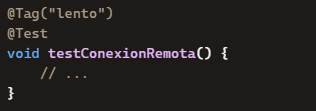 @Tag("lento")
@Test
void testConexionRemota() {
    // ...
}